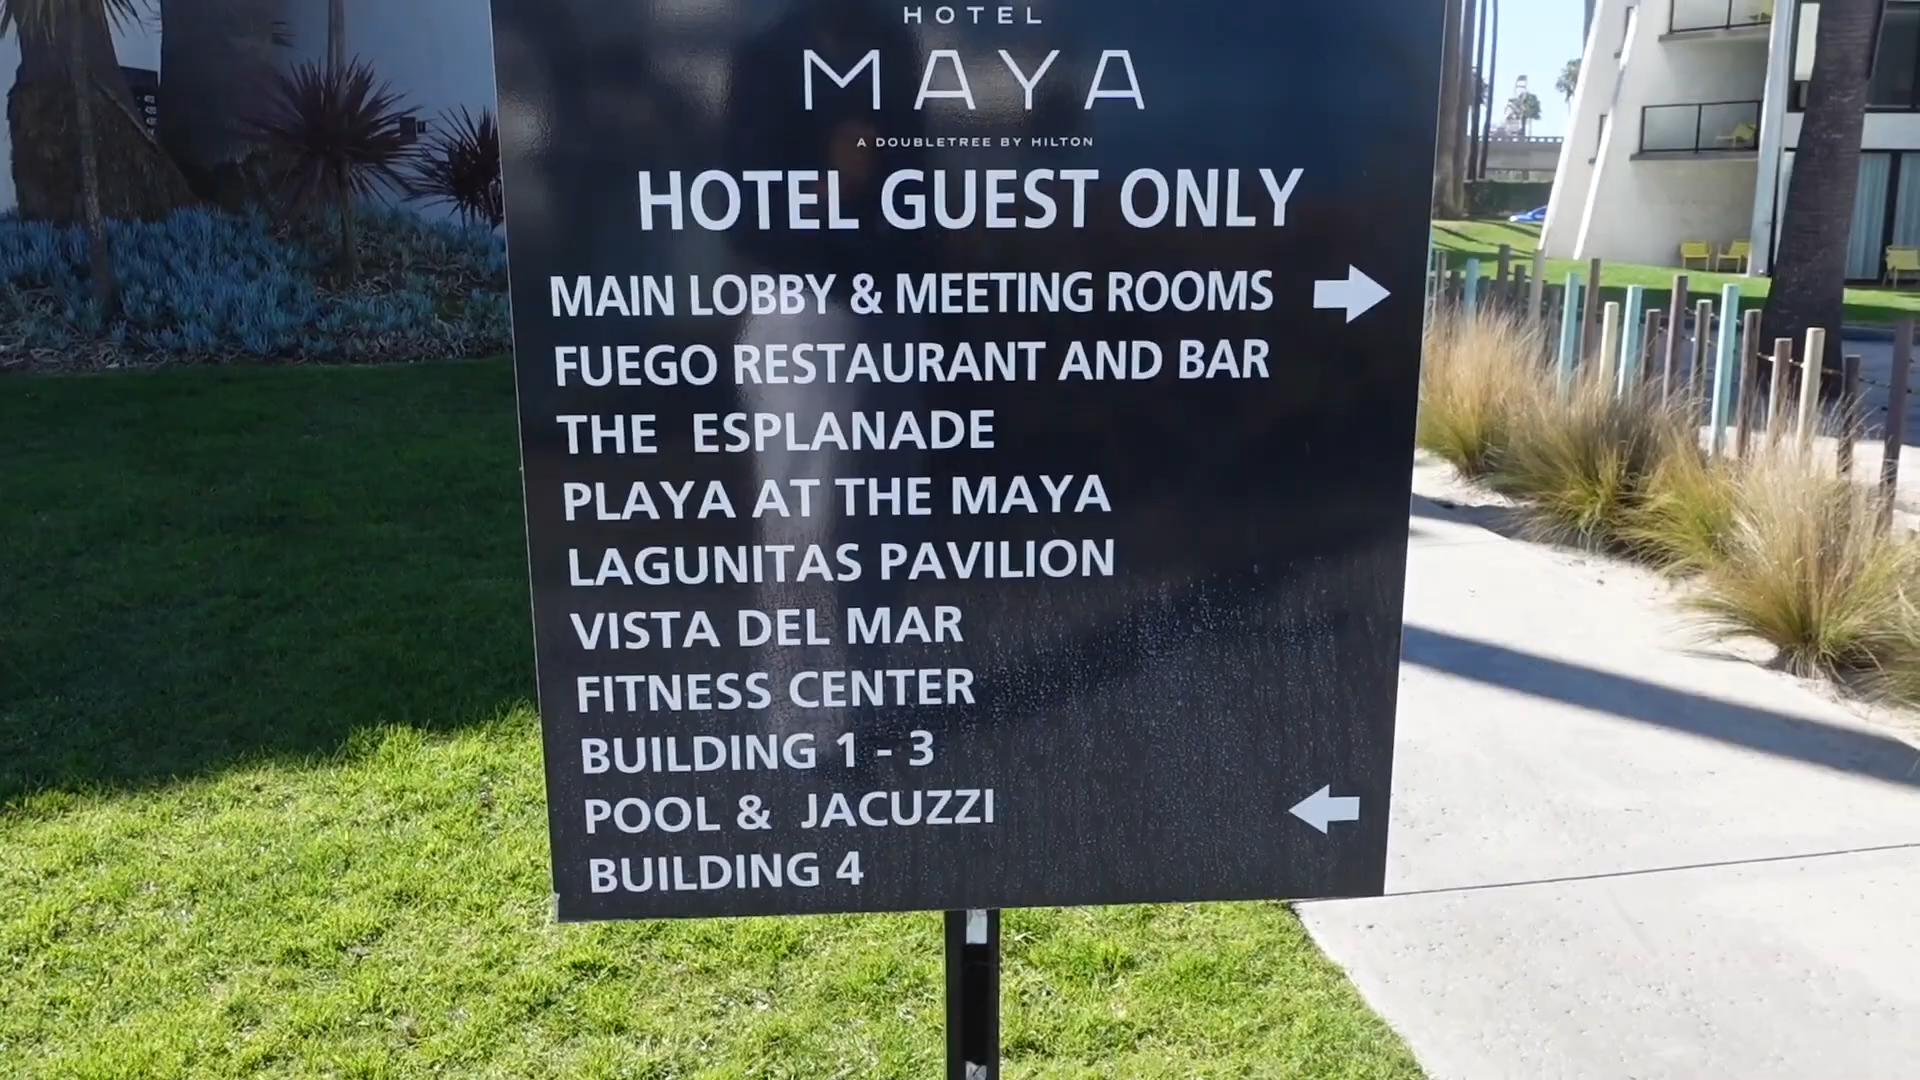 HOTEL
MAYA
A DOUBLETREE BY HILTON
HOTEL GUEST ONLY
MAIN LOBBY & MEETING ROOMS
FUEGO RESTAURANT AND BAR
THE ESPLANADE
PLAYA AT THE MAYA
LAGUNITAS PAVILION
VISTA DEL MAR
FITNESS CENTER
BUILDING 1 - 3
POOL & JACUZZI
BUILDING 4